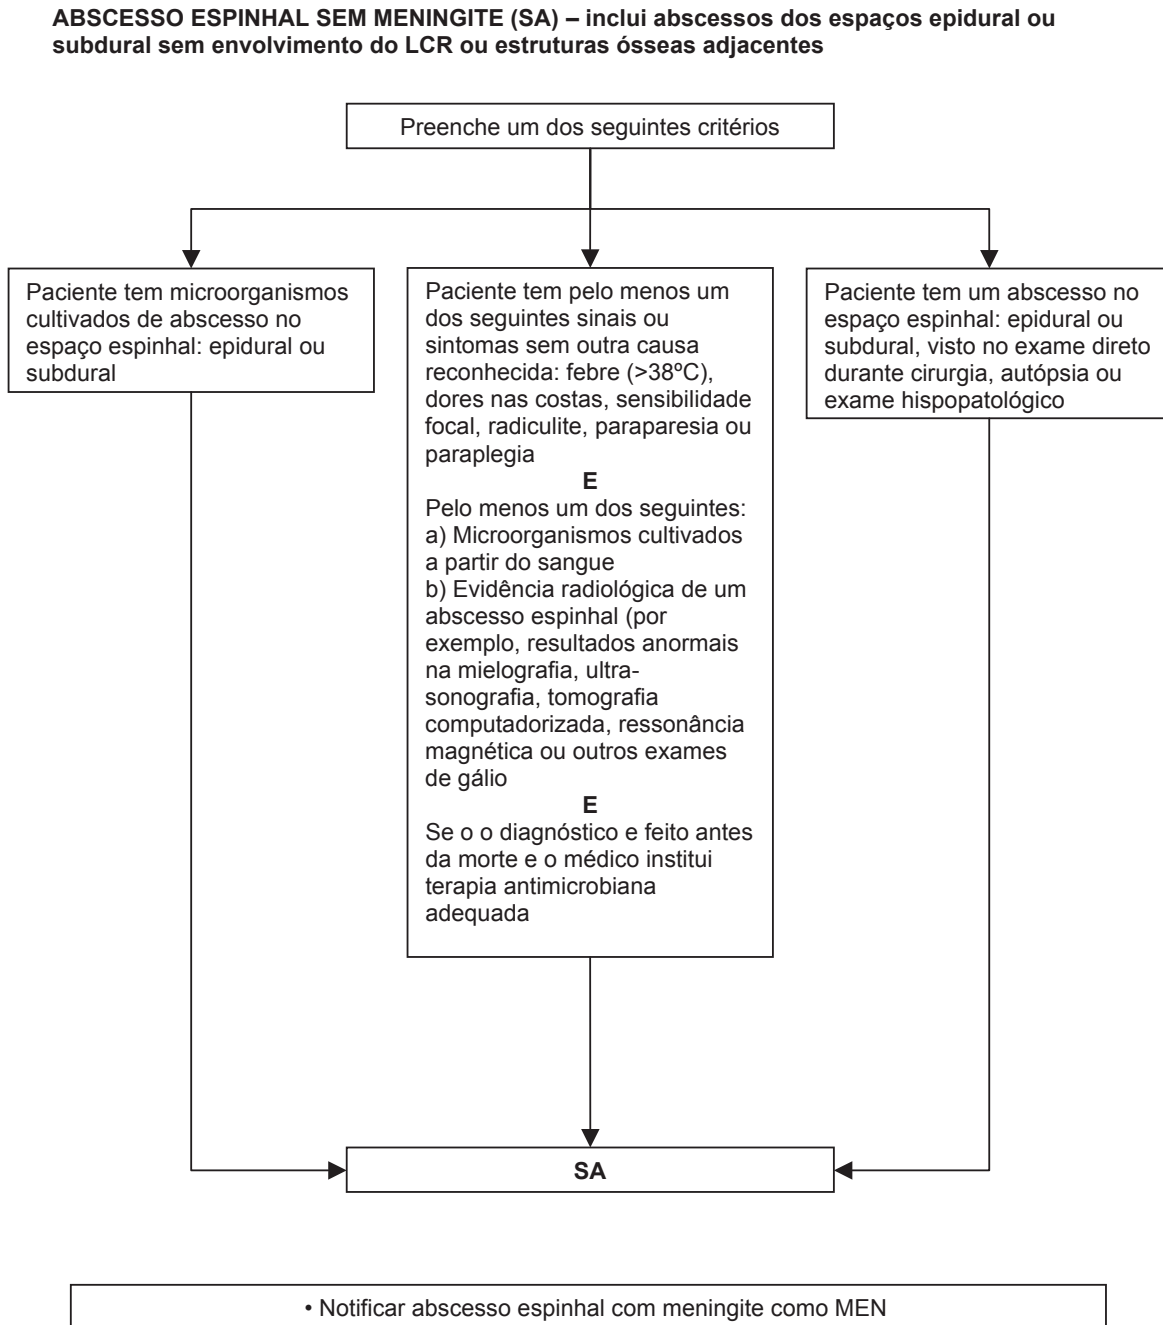 ABSCESSO ESPINHAL SEM MENINGITE (SA) – inclui abscessos dos espaços epidural ou
subdural sem envolvimento do LCR ou estruturas ósseas adjacentes
Preenche um dos seguintes critérios
Paciente tem microorganismos
cultivados de abscesso no
espaço espinhal: epidural ou
subdural
Paciente tem pelo menos um
dos seguintes sinais ou
sintomas sem outra causa
reconhecida: febre (>38ºC),
dores nas costas, sensibilidade
focal, radiculite, paraparesia ou
paraplegia
E
Pelo menos um dos seguintes:
a) Microorganismos cultivados
a partir do sangue
b) Evidência radiológica de um
abscesso espinhal (por
exemplo, resultados anormais
na mielografia, ultra-
sonografia, tomografia
computadorizada, ressonância
magnética ou outros exames
de gálio
E
Se o o diagnóstico e feito antes
da morte e o médico institui
terapia antimicrobiana
adequada
Paciente tem um abscesso no
espaço espinhal: epidural ou
subdural, visto no exame direto
durante cirurgia, autópsia ou
exame hispopatológico
SA
• Notificar abscesso espinhal com meningite como MEN